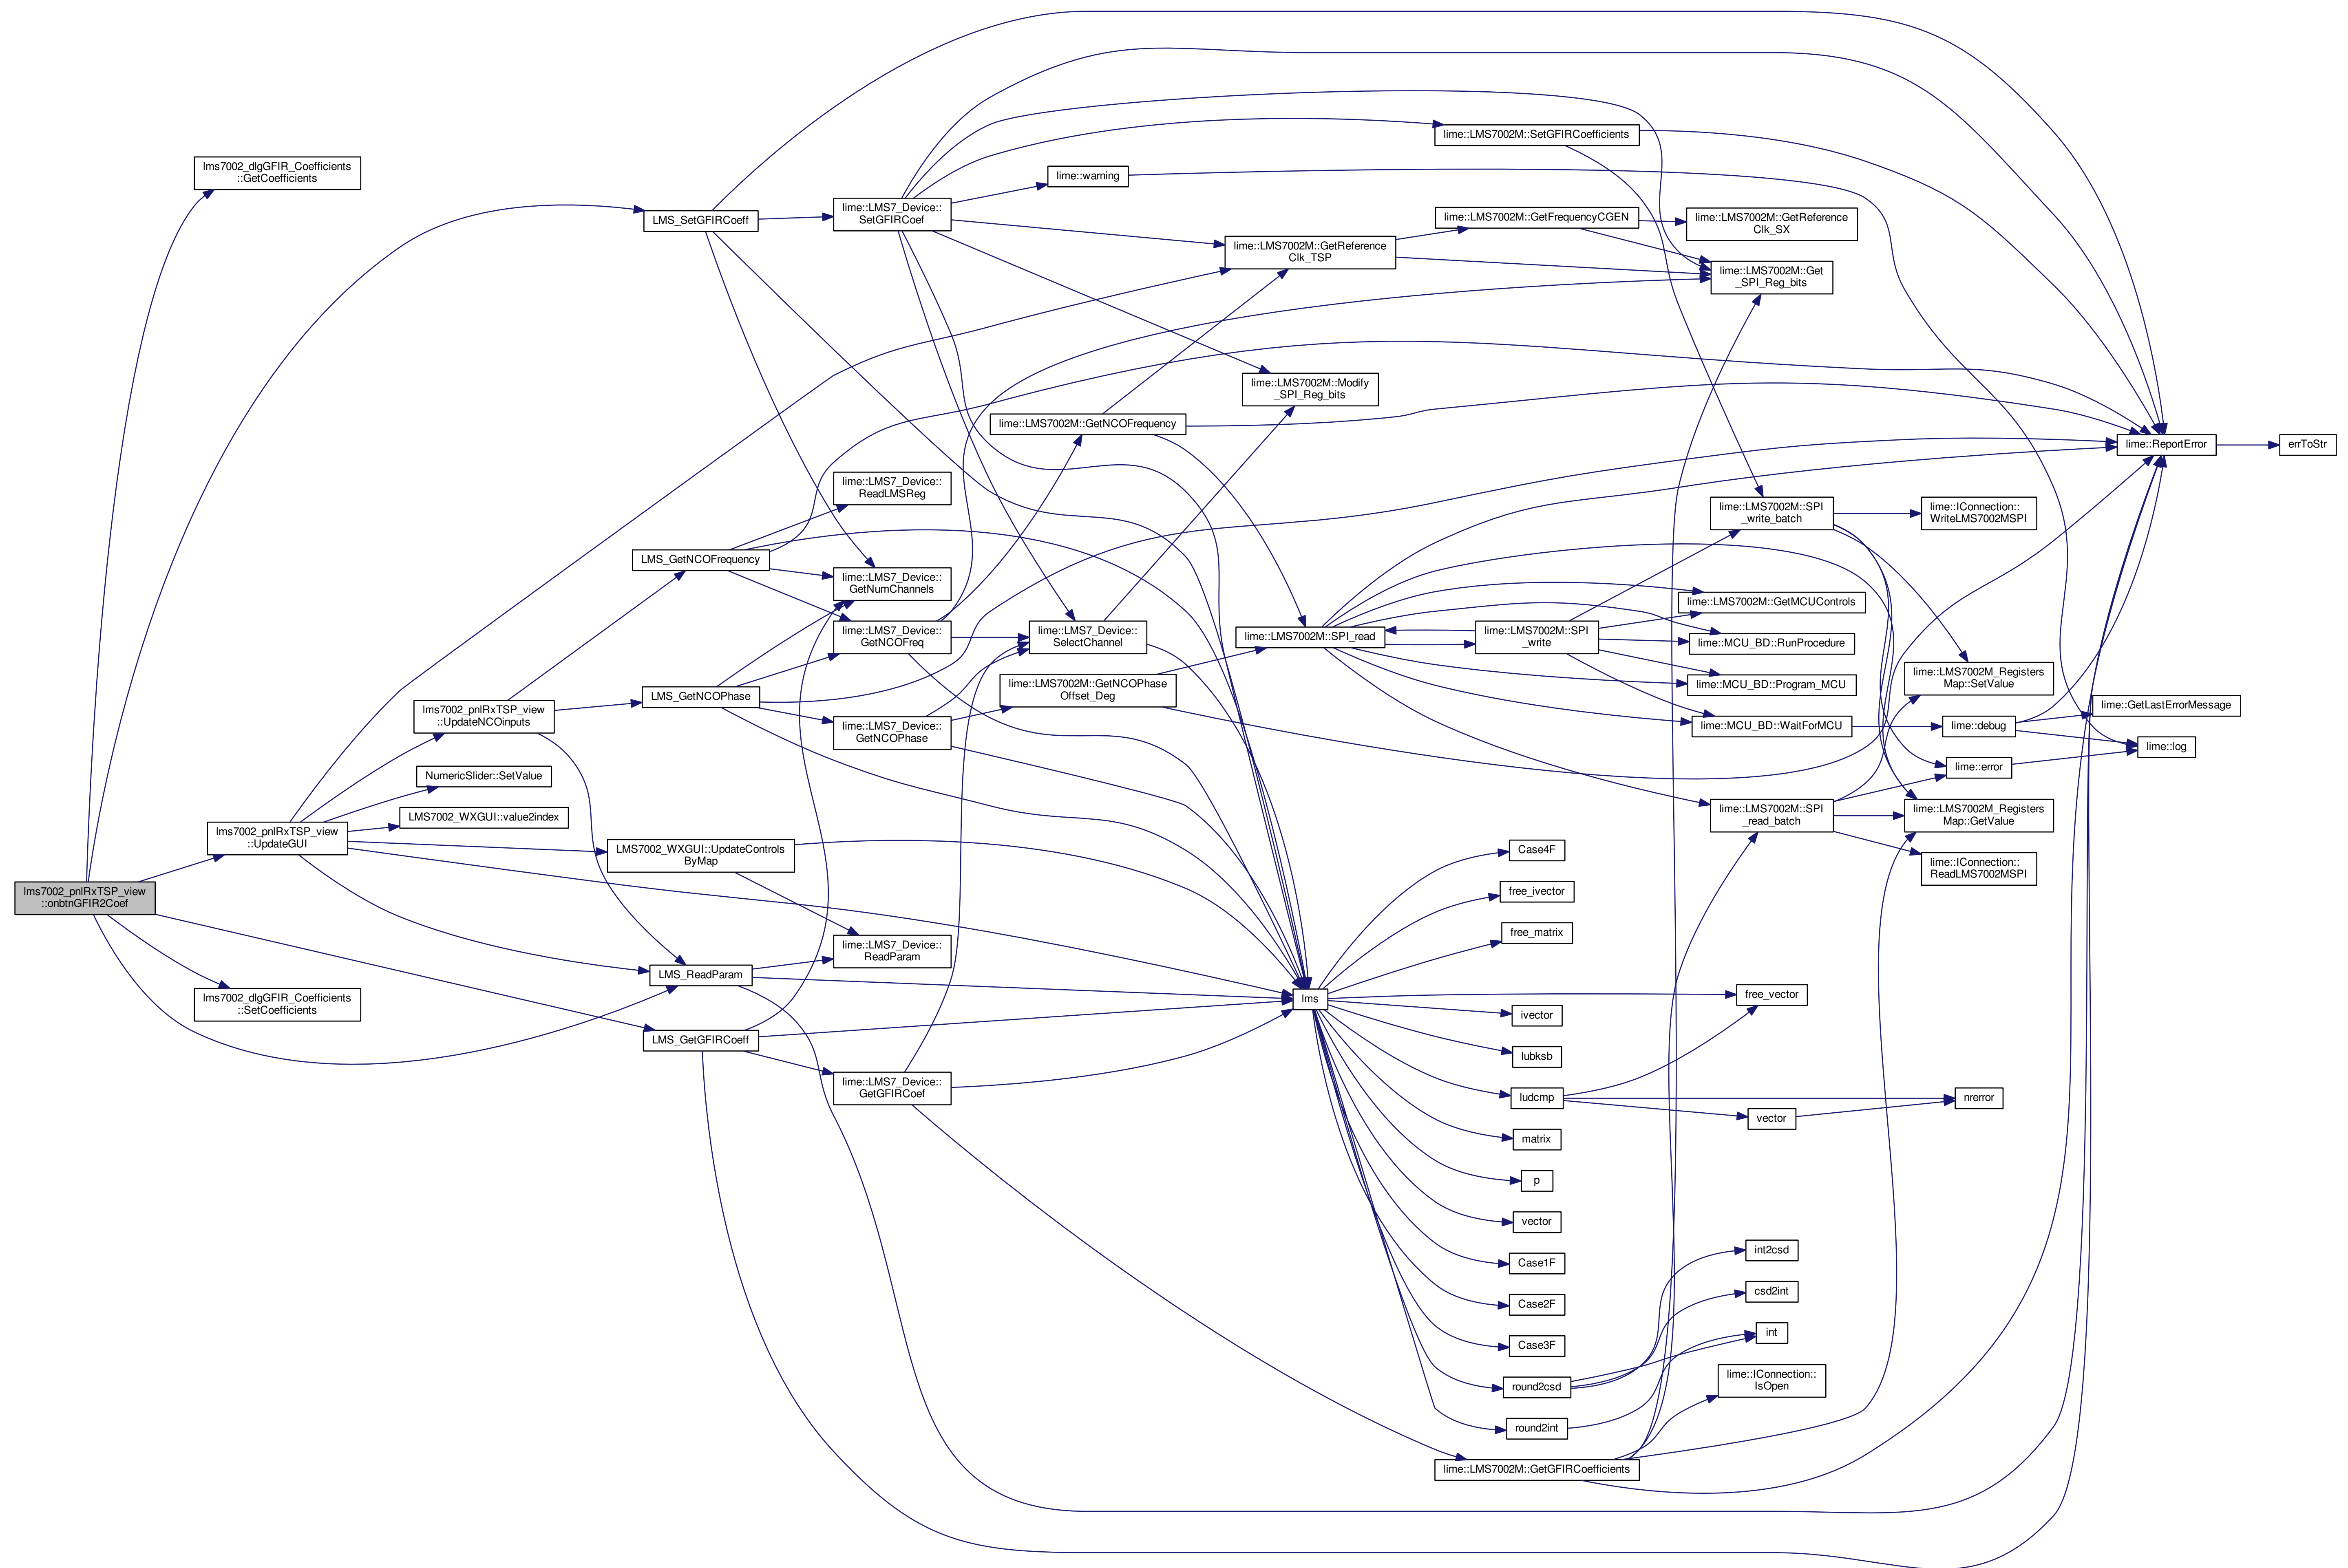 lms7002_pnlRxTSP_view
::onbtnGFIR2Coef
lms7002_dlgGFIR_Coefficients
::GetCoefficients
lms7002_pnlRxTSP_view
::UpdateGUI
lms7002_dlgGFIR_Coefficients
::SetCoefficients
lms7002_pnlRxTSP_view
::UpdateNCOinputs
NumericSlider::SetValue
LMS7002_WXGUI::value2index
LMS_SetGFIRCoeff
LMS_GetNCOFrequency
LMS_GetNCOPhase
LMS7002_WXGUI::UpdateControls
ByMap
LMS_ReadParam
LMS_GetGFIRCoeff
lime::LMS7_Device::
SetGFIRCoef
lime::LMS7_Device::
ReadLMSReg
lime::LMS7_Device::
GetNumChannels
lime::LMS7_Device::
GetNCOFreq
lime::LMS7_Device::
GetNCOPhase
lime::LMS7_Device::
ReadParam
lime::LMS7_Device::
GetGFIRCoef
lime::warning
lime::LMS7002M::GetNCOFrequency
lime::LMS7_Device::
SelectChannel
lime::LMS7002M::GetNCOPhase
Offset_Deg
lime::LMS7002M::GetReference
Clk_TSP
lime::LMS7002M::Modify
_SPI_Reg_bits
lime::LMS7002M::SPI_read
lms
lime::LMS7002M::SetGFIRCoefficients
lime::LMS7002M::GetFrequencyCGEN
lime::LMS7002M::SPI
_write
Case4F
free_ivector
free_matrix
ivector
lubksb
ludcmp
matrix
p
vector
Case1F
Case2F
Case3F
round2csd
round2int
lime::LMS7002M::GetGFIRCoefficients
lime::LMS7002M::GetReference
Clk_SX
lime::LMS7002M::Get
_SPI_Reg_bits
lime::LMS7002M::SPI
_write_batch
lime::LMS7002M::GetMCUControls
lime::MCU_BD::RunProcedure
lime::MCU_BD::Program_MCU
lime::MCU_BD::WaitForMCU
lime::LMS7002M::SPI
_read_batch
free_vector
vector
int2csd
csd2int
int
lime::IConnection::
IsOpen
lime::IConnection::
WriteLMS7002MSPI
lime::LMS7002M_Registers
Map::SetValue
lime::debug
lime::error
lime::LMS7002M_Registers
Map::GetValue
lime::IConnection::
ReadLMS7002MSPI
nrerror
lime::ReportError
lime::GetLastErrorMessage
lime::log
errToStr